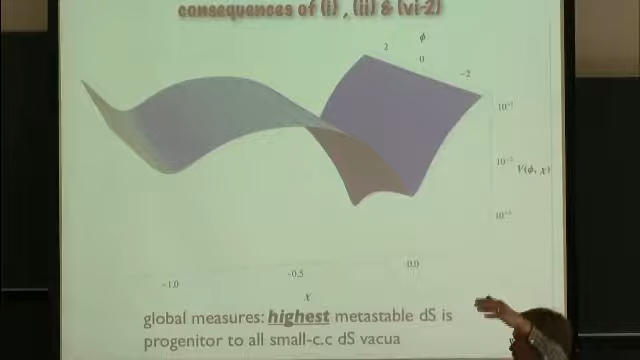 consequences of (i) , (ii) & (vi-2)
ϕ
2
0
-2
V(ϕ, χ)
-1.0
-0.5
0.0
χ
global measures: highest metastable dS is
progenitor to all small-c.c dS vacua